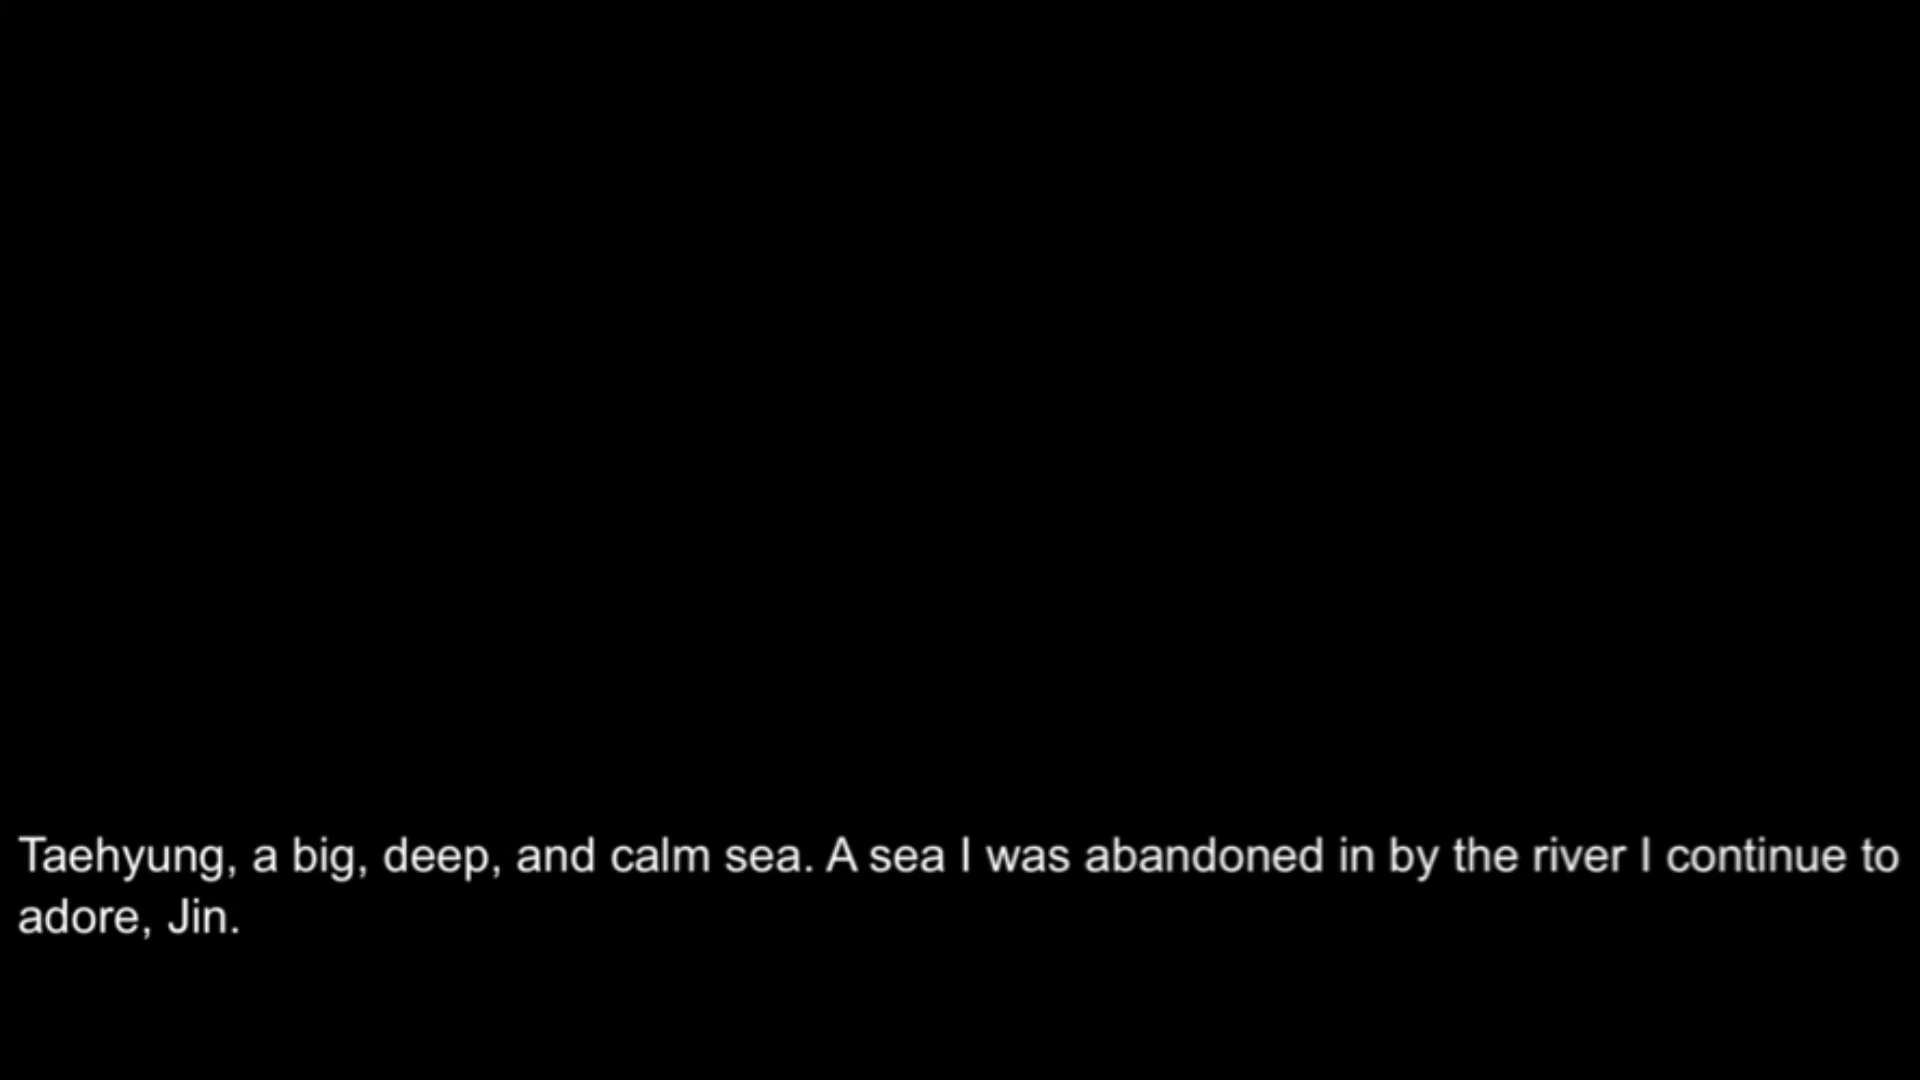 Taehyung, a big, deep, and calm sea. A sea I was abandoned in by the river I continue to
adore, Jin.